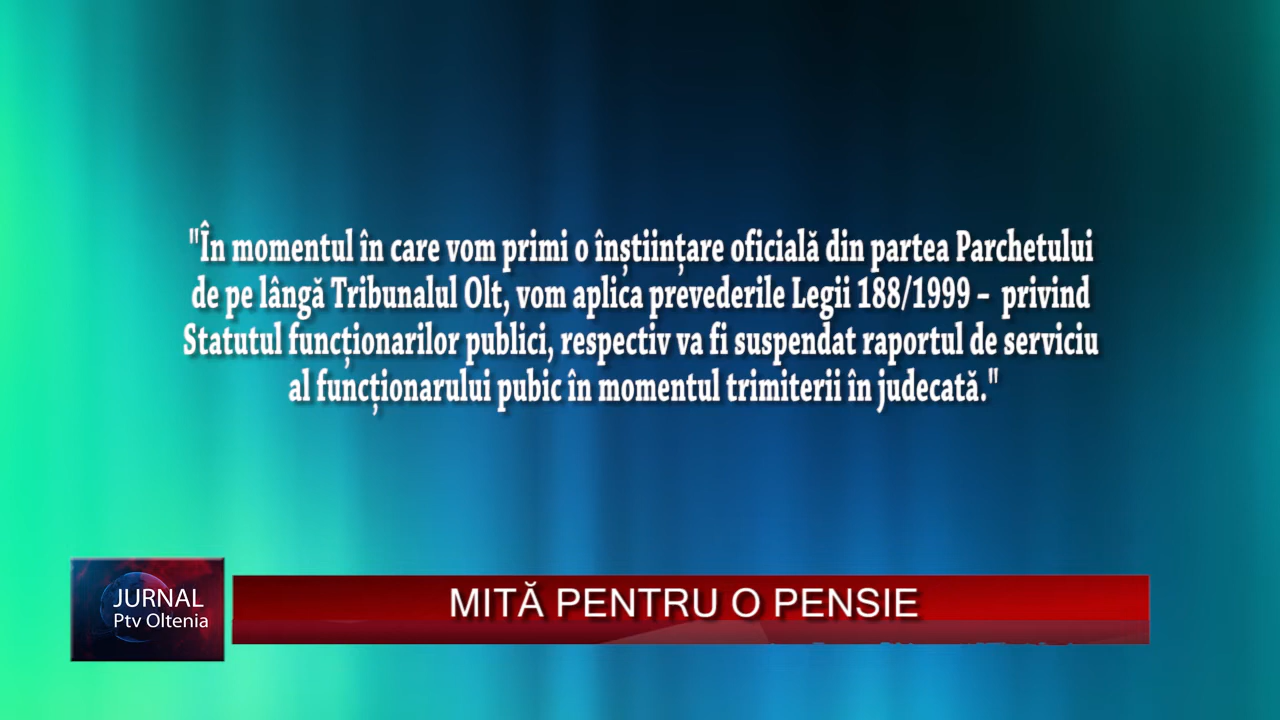 "În momentul în care vom primi o înștiințare oficială din partea Parchetului
de pe lângă Tribunalul Olt, vom aplica prevederile Legii 188/1999 – privind
Statutul funcționarilor publici, respectiv va fi suspendat raportul de serviciu
al funcționarului pubic în momentul trimiterii în judecată."
JURNAL
Ptv Oltenia
MITĂ PENTRU O PENSIE